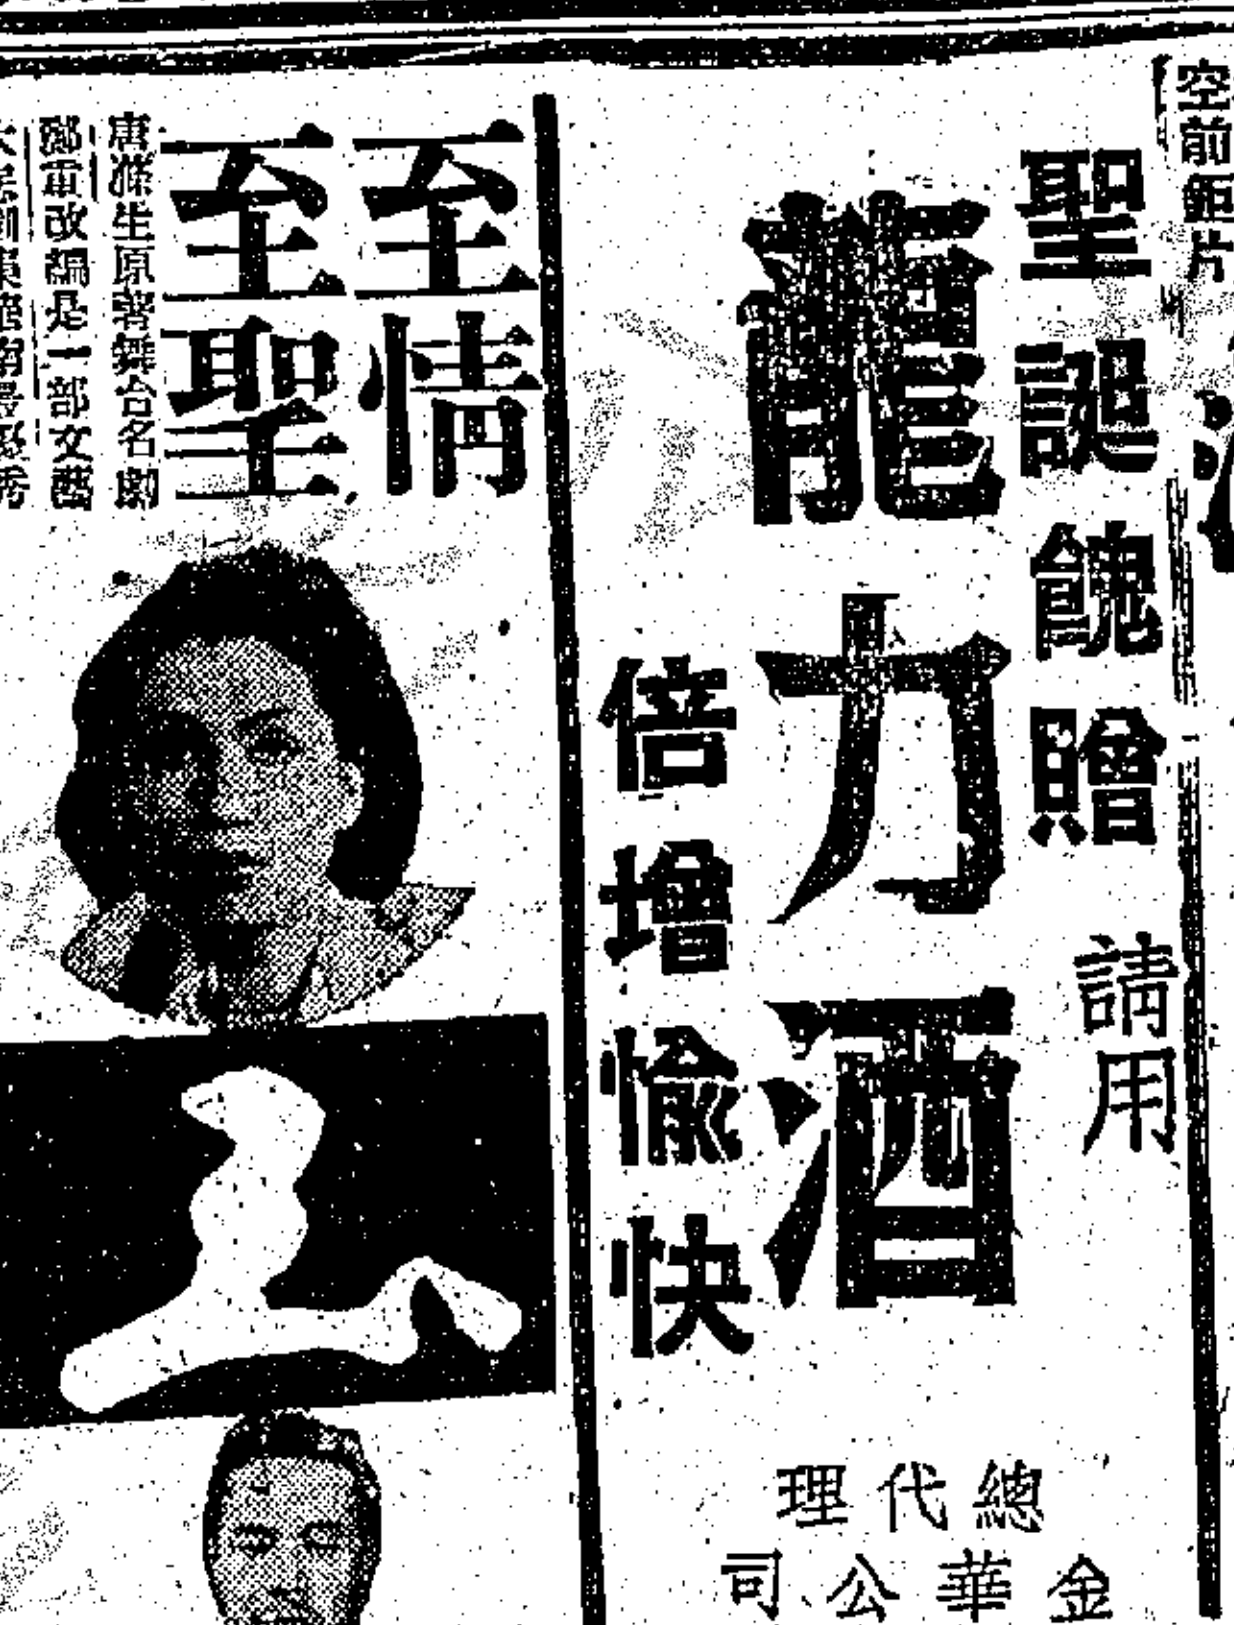 空前鉅片
聖誕餽贈
請用
龍力酒
倍增愉快
總代理
金華公司
至情
至聖
唐滌生原著舞台名劇
鄭重改編是一部文藝